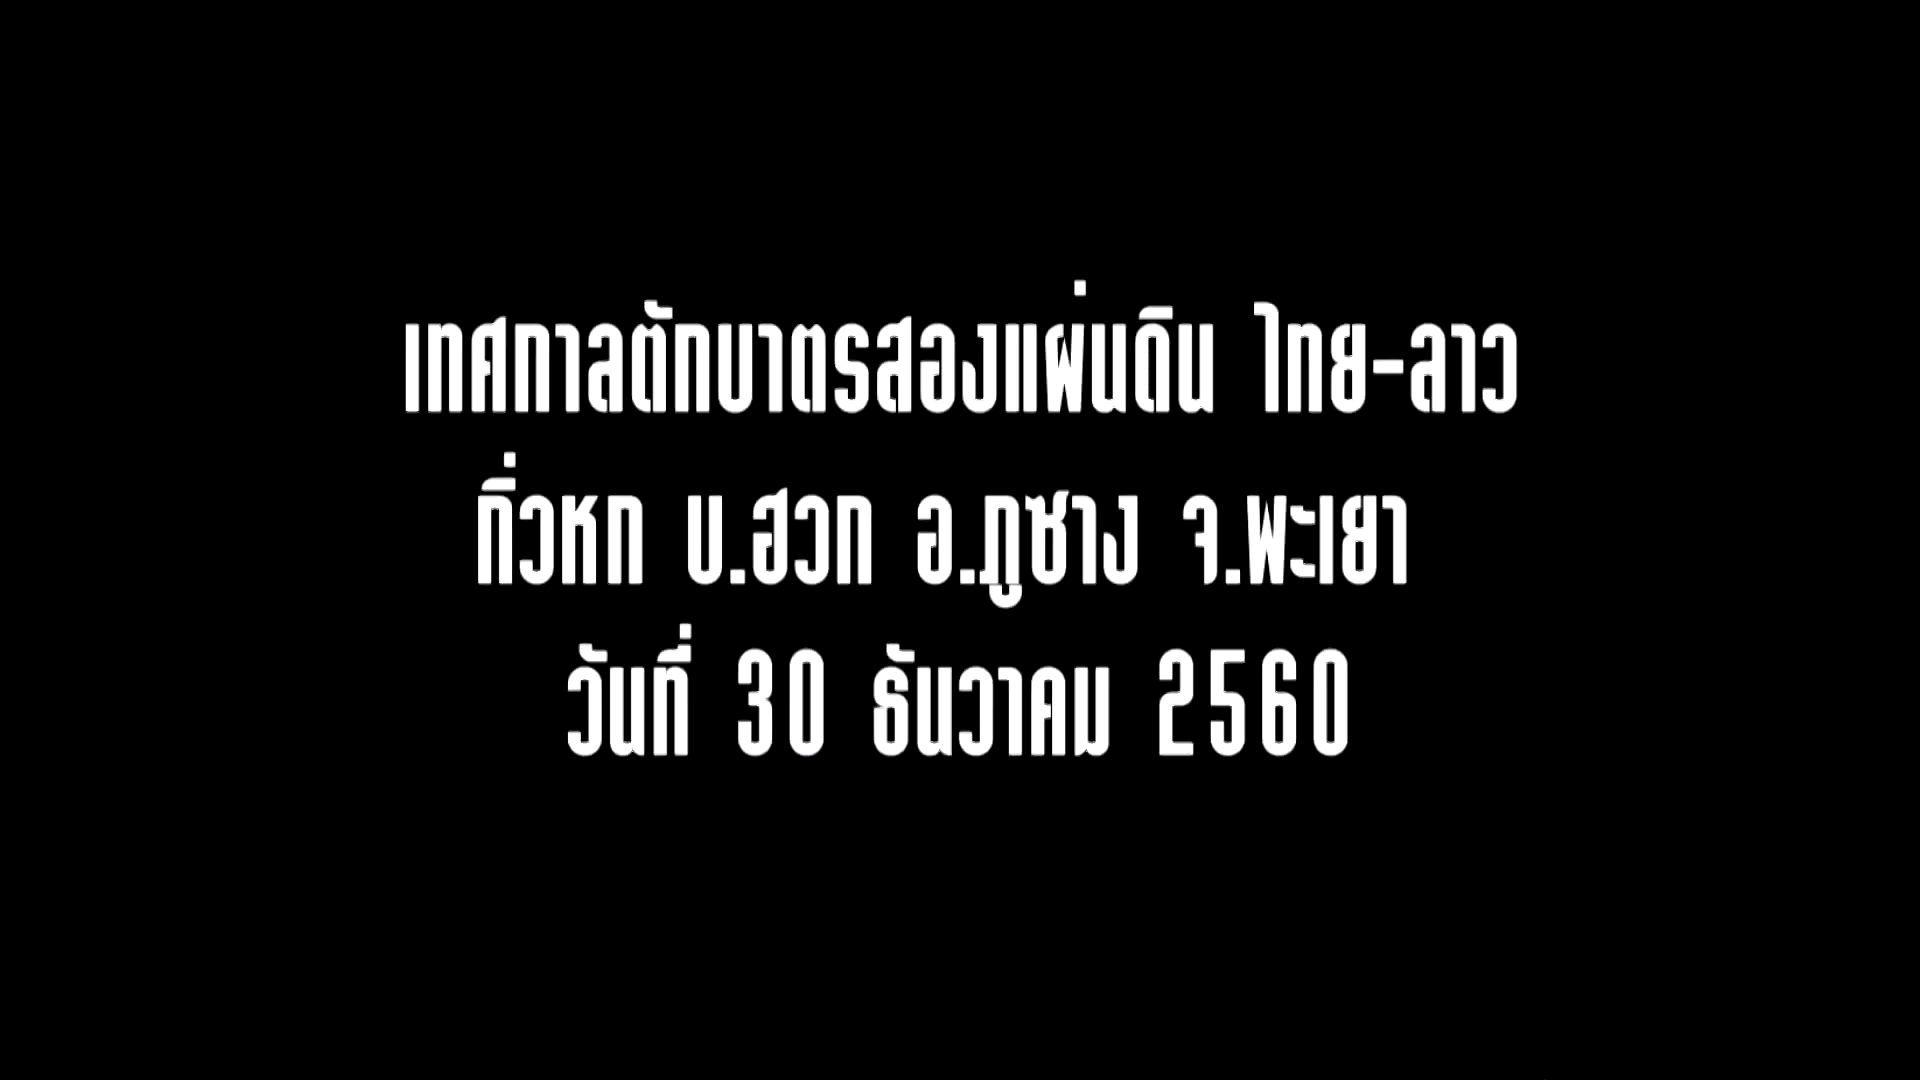 เทศกาลตักบาตรสองแผ่นดิน ไทย-ลาว
กิ่วหก บ.ฮวก อ.ภูซาง จ.พะเยา
วันที่ 30 ธันวาคม 2560